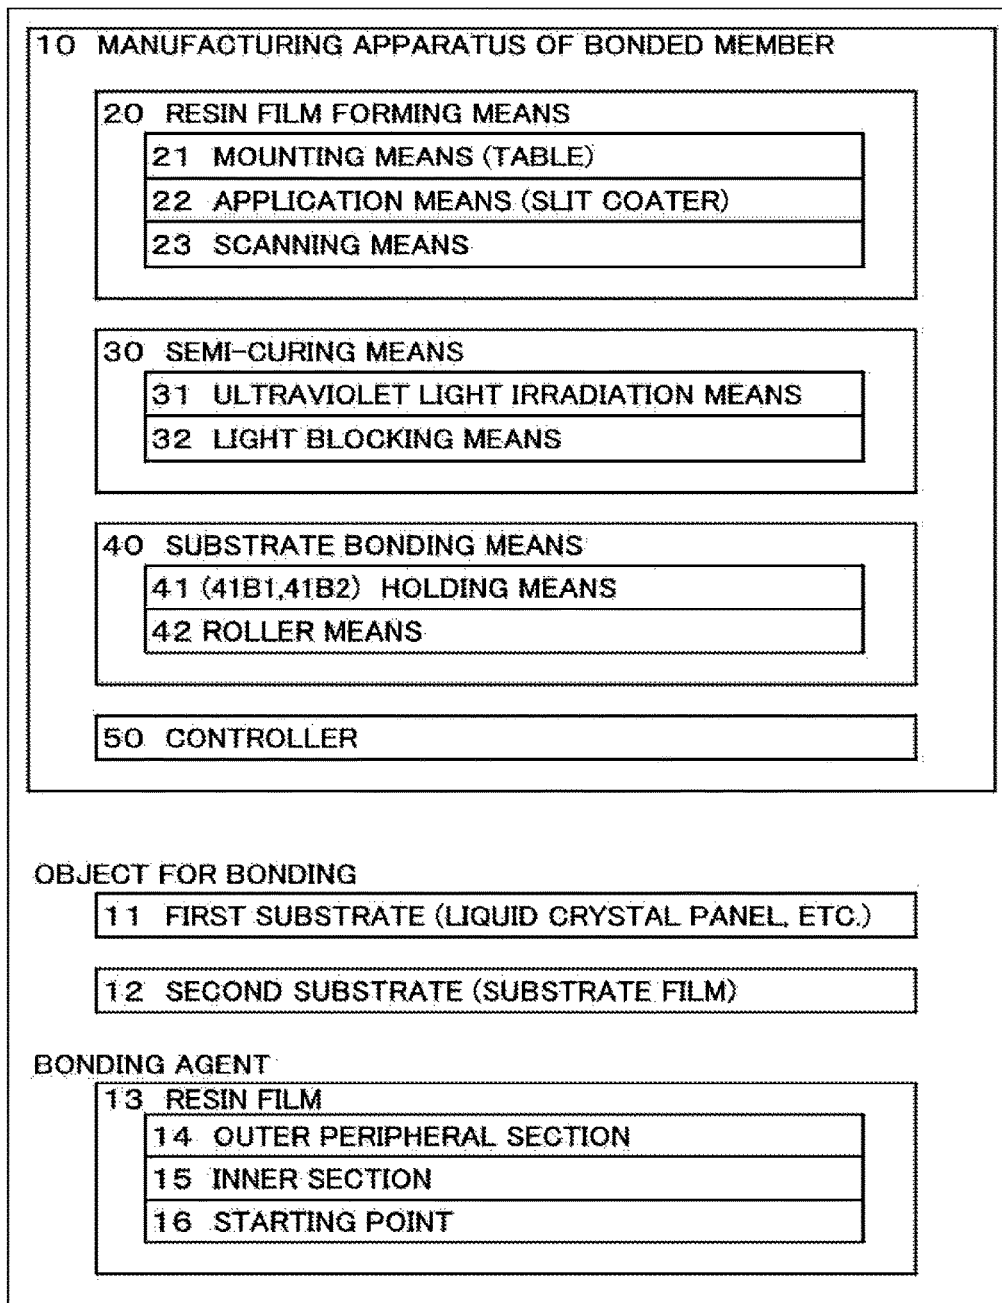 10 MANUFACTURING APPARATUS OF BONDED MEMBER
20 RESIN FILM FORMING MEANS
21 MOUNTING MEANS (TABLE)
22 APPLICATION MEANS (SLIT COATER)
23 SCANNING MEANS
30 SEMI-CURING MEANS
31 ULTRAVIOLET LIGHT IRRADIATION MEANS
32 LIGHT BLOCKING MEANS
40 SUBSTRATE BONDING MEANS
41 (41B1,41B2) HOLDING MEANS
42 ROLLER MEANS
50 CONTROLLER
OBJECT FOR BONDING
11 FIRST SUBSTRATE (LIQUID CRYSTAL PANEL, ETC.)
12 SECOND SUBSTRATE (SUBSTRATE FILM)
BONDING AGENT
13 RESIN FILM
14 OUTER PERIPHERAL SECTION
15 INNER SECTION
16 STARTING POINT